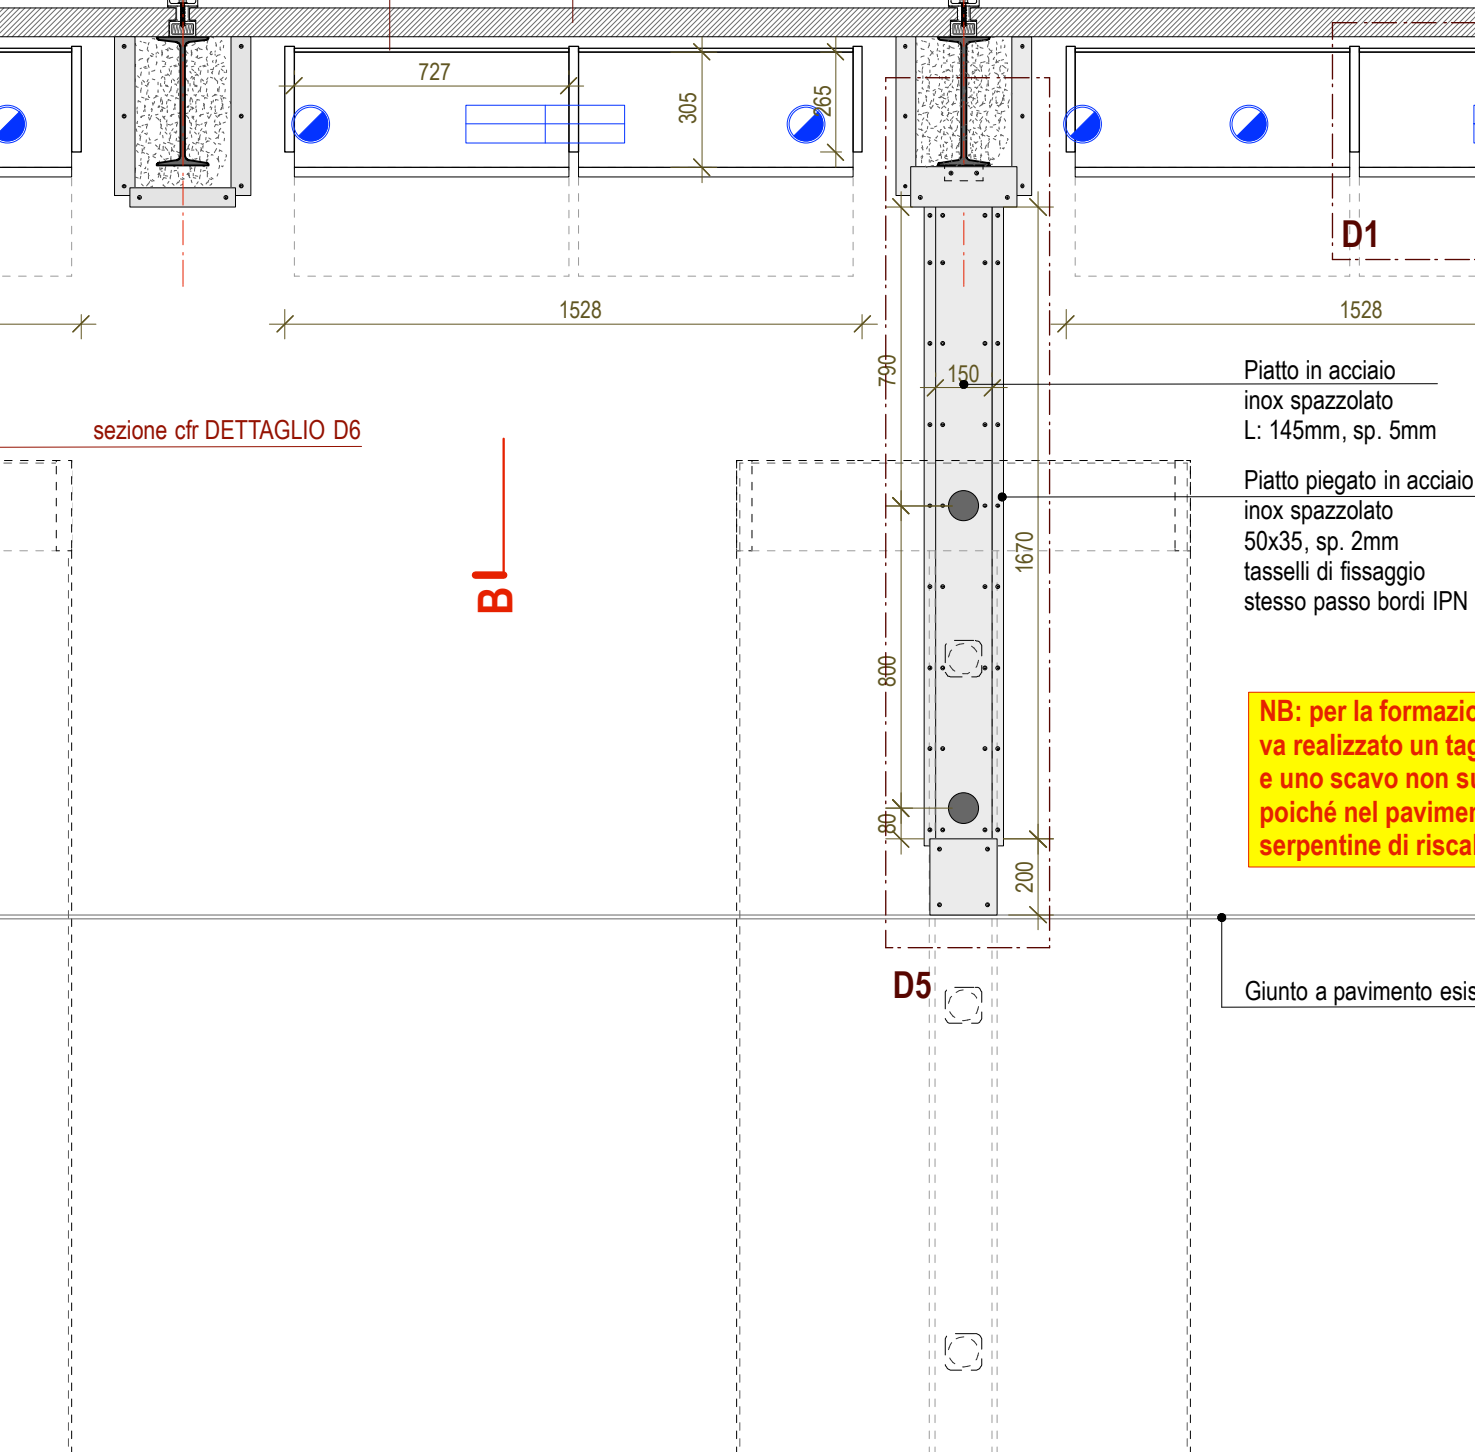 727
305
265
D1
1528
1528
790
150
Piatto in acciaio
inox spazzolato
L: 145mm, sp. 5mm
sezione cfr DETTAGLIO D6
Piatto piegato in acciaio
inox spazzolato
50x35, sp. 2mm
tasselli di fissaggio
stesso passo bordi IPN
1670
B
800
NB: per la formazio
va realizzato un tag
e uno scavo non su
poiché nel pavimen
serpentine di riscal
80
200
D5
Giunto a pavimento esis